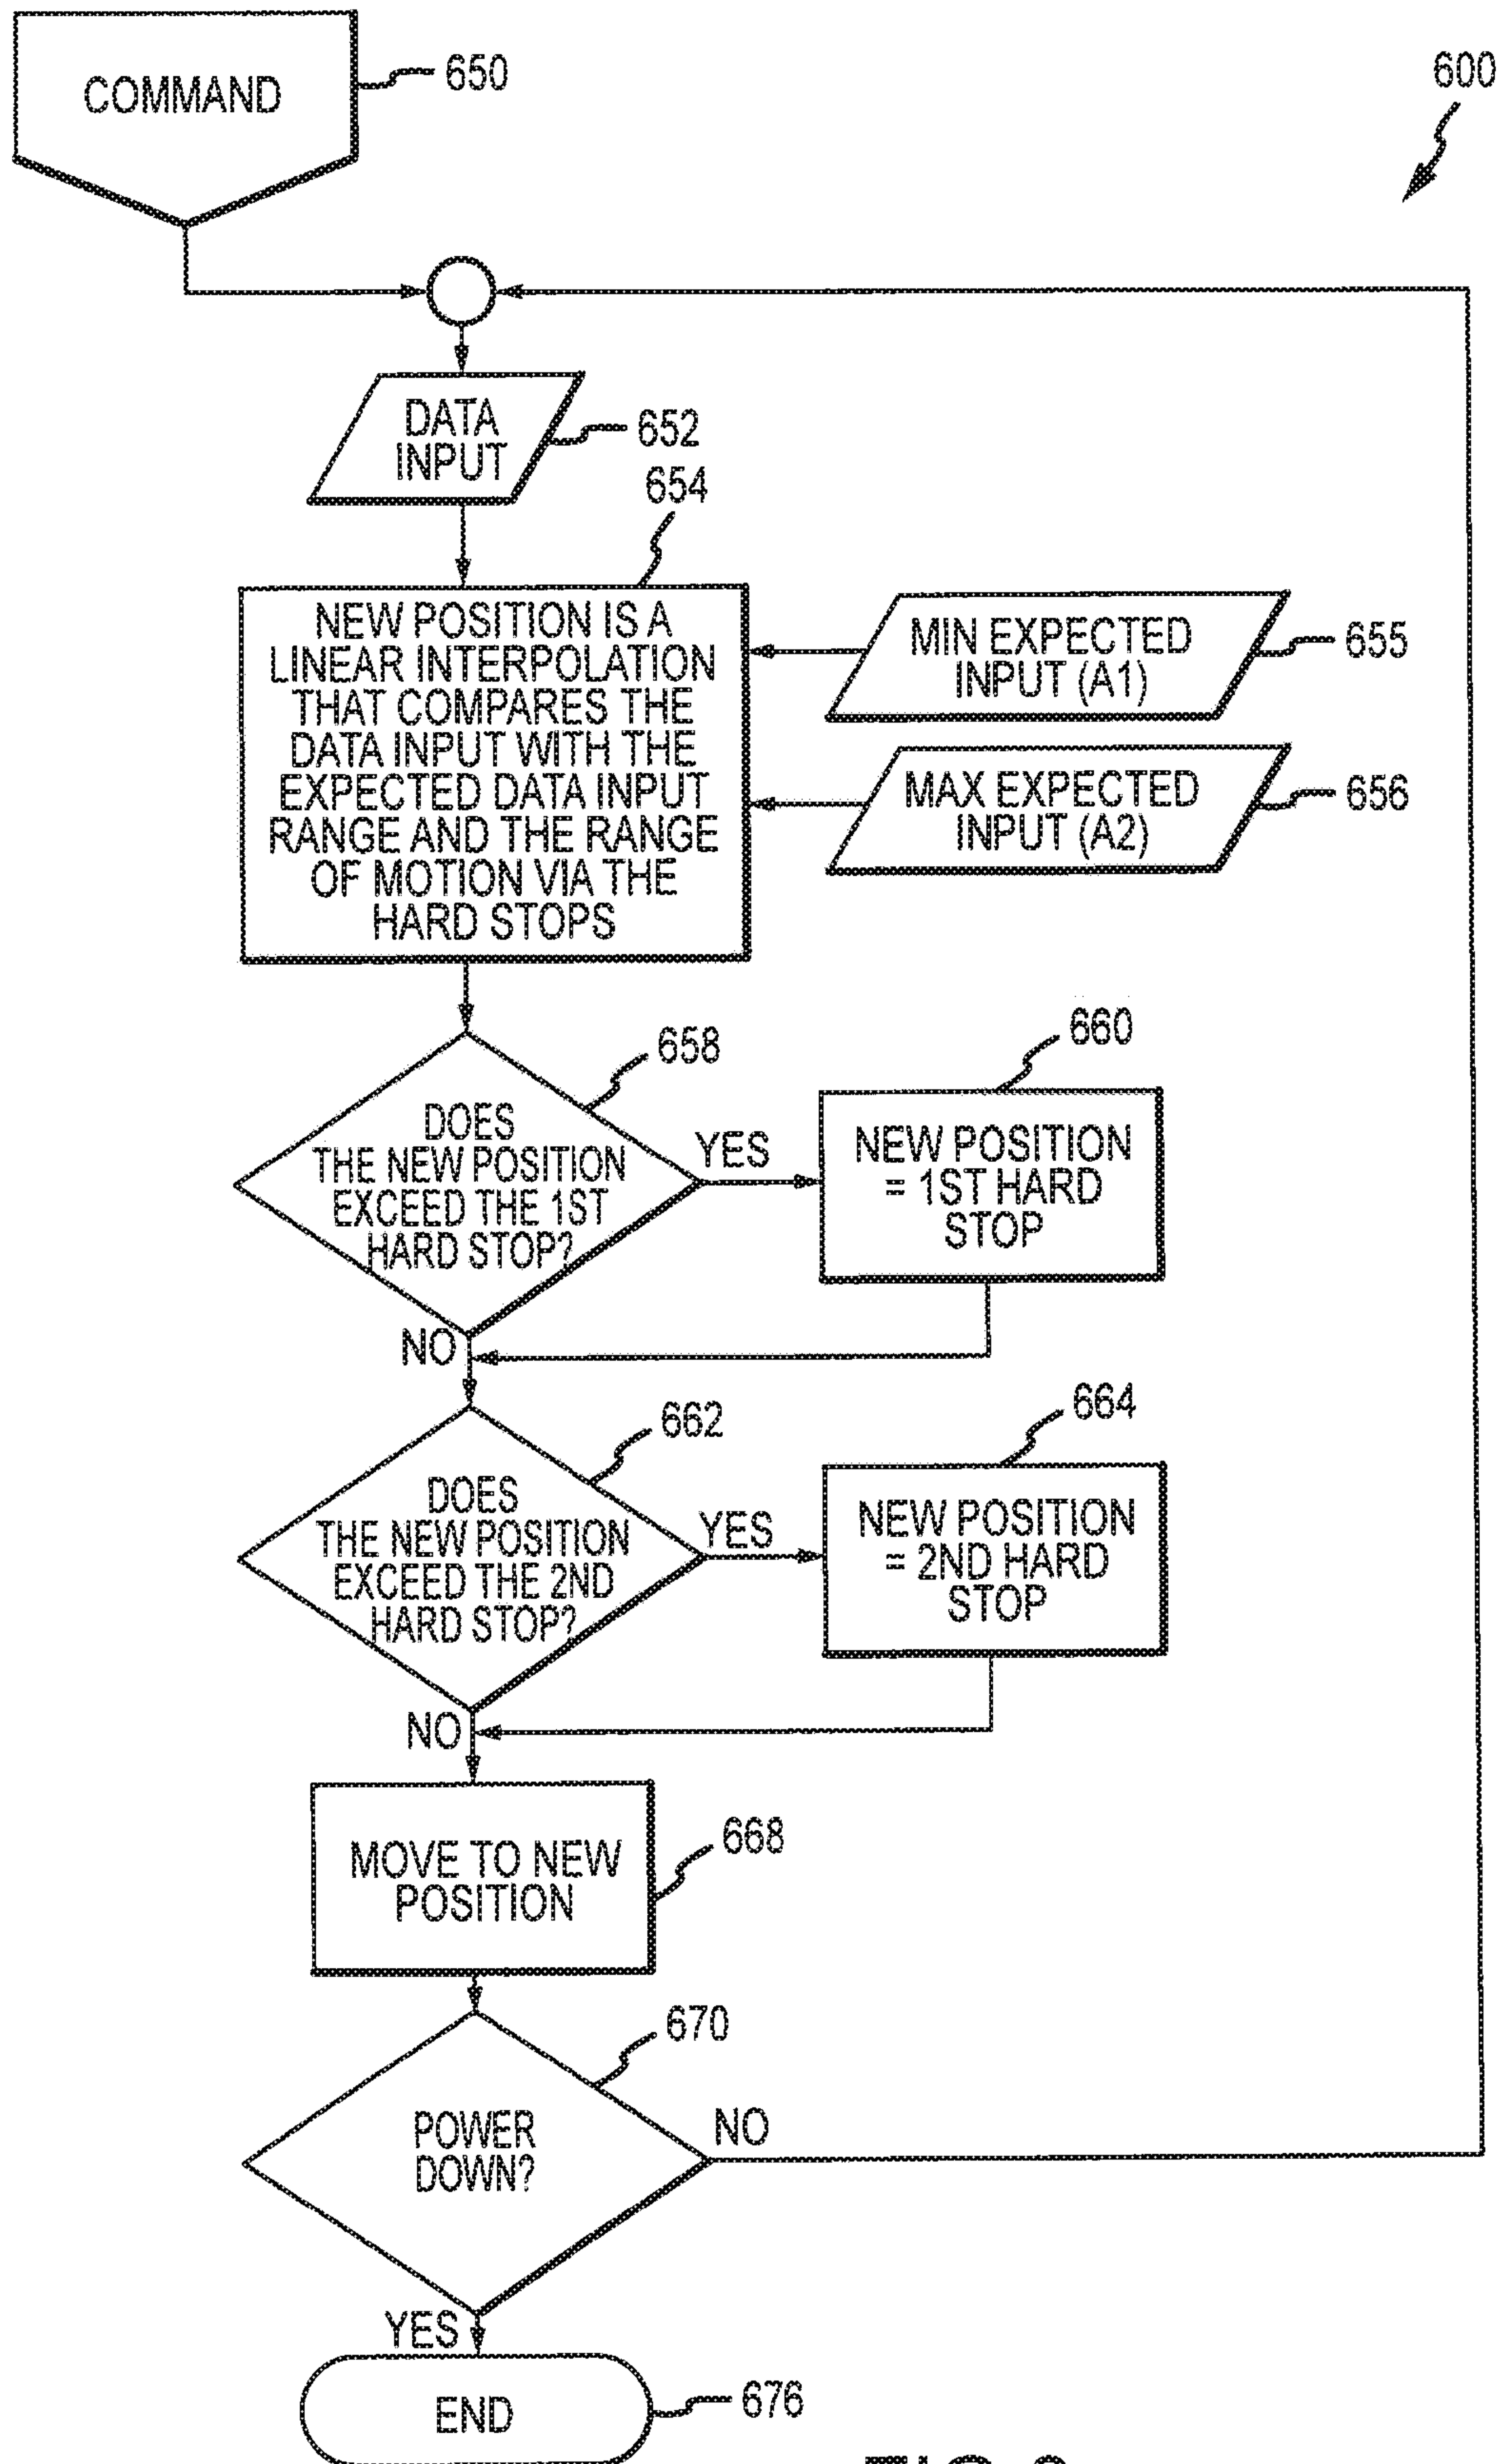 COMMAND
650
600
DATA
INPUT
652
654
NEW POSITION IS A
LINEAR INTERPOLATION
THAT COMPARES THE
DATA INPUT WITH THE
EXPECTED DATA INPUT
RANGE AND THE RANGE
OF MOTION VIA THE
HARD STOPS
MIN EXPECTED
INPUT (A1)
655
MAX EXPECTED
INPUT (A2)
656
658
DOES
THE NEW POSITION
EXCEED THE 1ST
HARD STOP?
YES
660
NEW POSITION
= 1ST HARD
STOP
NO
662
DOES
THE NEW POSITION
EXCEED THE 2ND
HARD STOP?
YES
664
NEW POSITION
= 2ND HARD
STOP
NO
MOVE TO NEW
POSITION
668
670
POWER
DOWN?
NO
YES
END
676